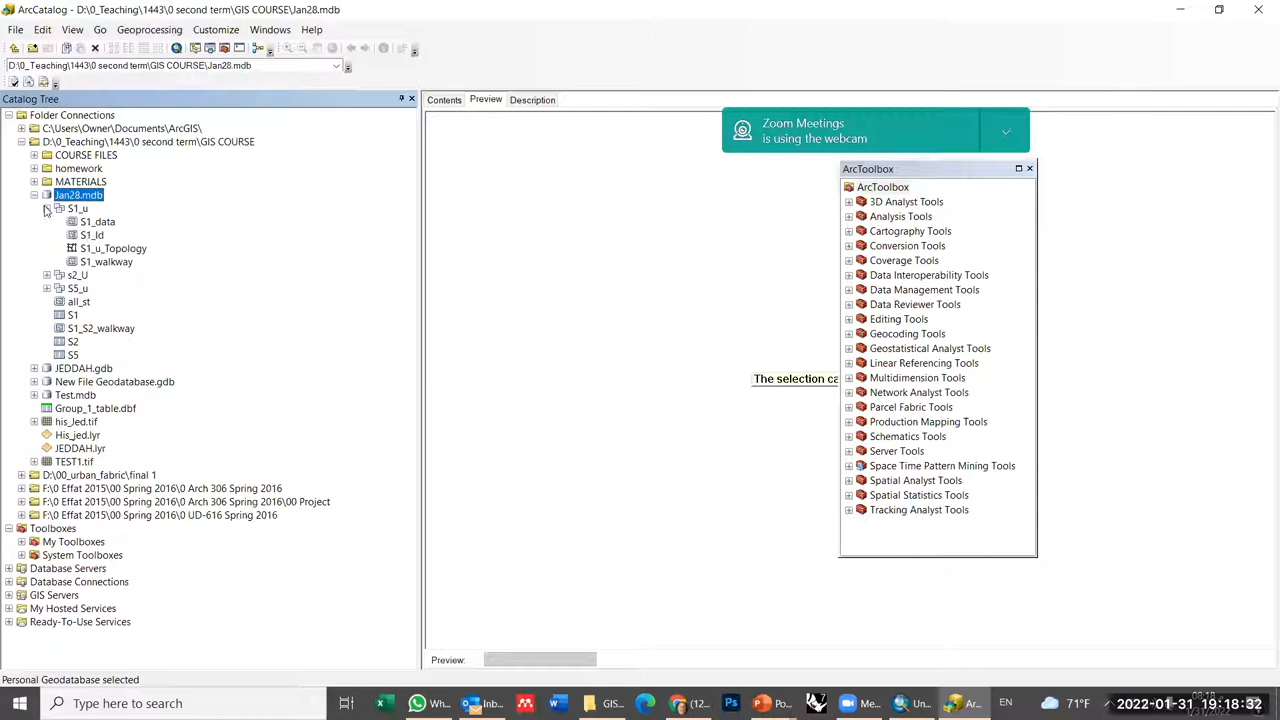 ArcCatalog - D:\0_Teaching\1443\0 second term\GIS COURSE\Jan28.mdb
File Edit View Go Geoprocessing Customize Windows Help
D:\0_Teaching\1443\0 second term\GIS COURSE\Jan28.mdb
Catalog Tree
Folder Connections
C:\Users\Owner\Documents\ArcGIS\
D:\0_Teaching\1443\0 second term\GIS COURSE
COURSE FILES
homework
MATERIALS
Jan28.mdb
S1_u
S1_data
S1_ld
S1_u_Topology
S1_walkway
s2_U
S5_u
all_st
S1
S1_S2_walkway
S2
S5
JEDDAH.gdb
New File Geodatabase.gdb
Test.mdb
Group_1_table.dbf
his_Jed.tif
His_jed.lyr
JEDDAH.lyr
TEST1.tif
D:\00_urban_fabric\final 1
F:\0 Effat 2015\00 Spring 2016\0 Arch 306 Spring 2016
F:\0 Effat 2015\00 Spring 2016\0 Arch 306 Spring 2016\00 Project
F:\0 Effat 2015\00 Spring 2016\0 UD-616 Spring 2016
Toolboxes
My Toolboxes
System Toolboxes
Database Servers
Database Connections
GIS Servers
My Hosted Services
Ready-To-Use Services
Contents Preview Description
Zoom Meetings
is using the webcam
ArcToolbox
ArcToolbox
3D Analyst Tools
Analysis Tools
Cartography Tools
Conversion Tools
Coverage Tools
Data Interoperability Tools
Data Management Tools
Data Reviewer Tools
Editing Tools
Geocoding Tools
Geostatistical Analyst Tools
Linear Referencing Tools
Multidimension Tools
Network Analyst Tools
Parcel Fabric Tools
Production Mapping Tools
Schematics Tools
Server Tools
Space Time Pattern Mining Tools
Spatial Analyst Tools
Spatial Statistics Tools
Tracking Analyst Tools
The selection ca
Preview:
Personal Geodatabase selected
Type here to search
Wh... Inb... GIS... (12... Po... Me... Un... Ar... EN 71°F 2022-01-31 19:18:32